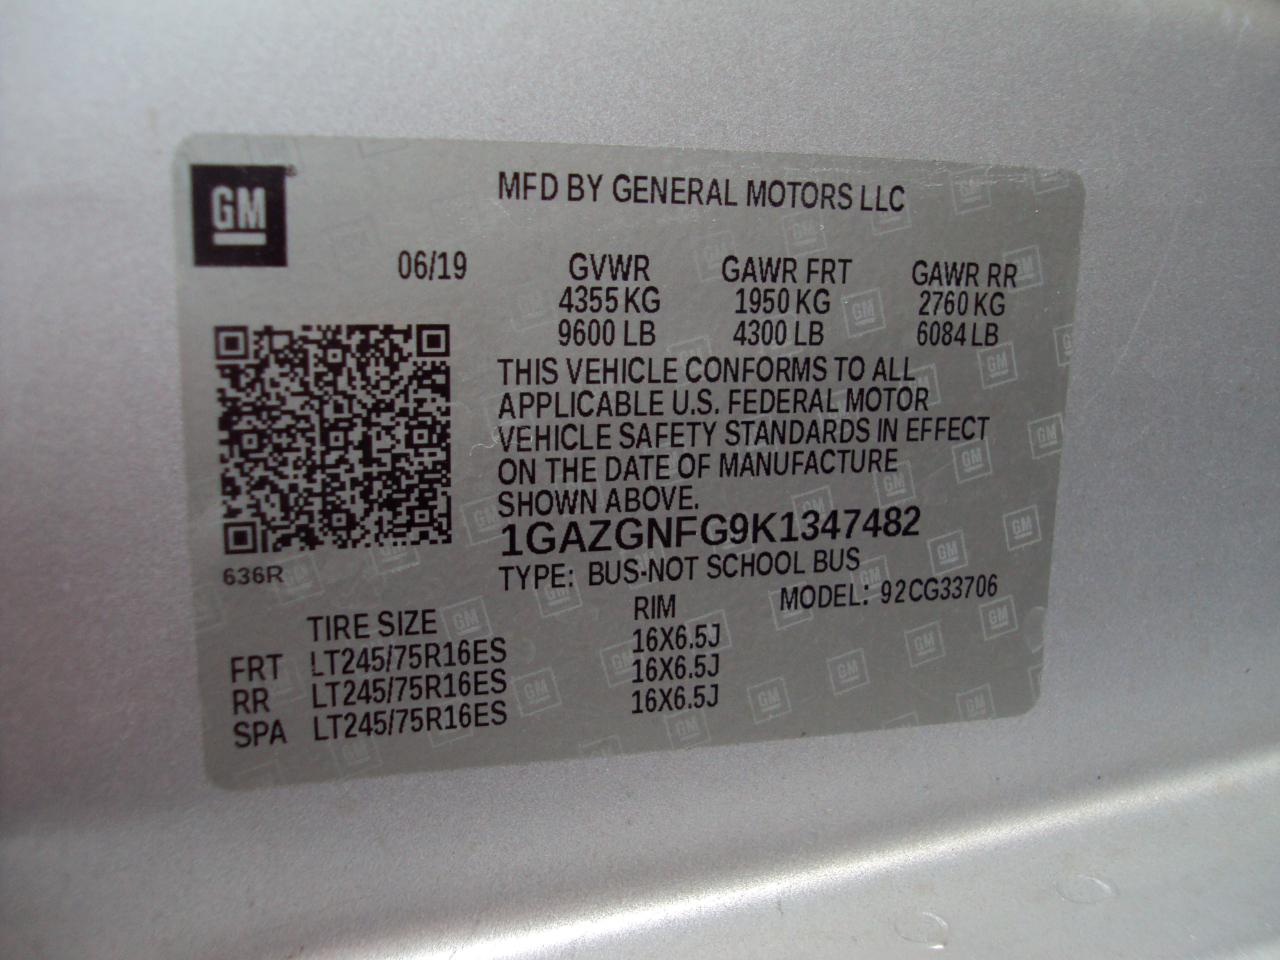 GM
MFD BY GENERAL MOTORS LLC
06/19 GVWR GAWR FRT GAWR RR
4355 KG 1950 KG 2760 KG
9600 LB 4300 LB 6084 LB
THIS VEHICLE CONFORMS TO ALL
APPLICABLE U.S. FEDERAL MOTOR
VEHICLE SAFETY STANDARDS IN EFFECT
ON THE DATE OF MANUFACTURE
SHOWN ABOVE.
1GAZGNFG9K1347482
636R
TYPE: BUS-NOT SCHOOL BUS
MODEL: 92CG33706
TIRE SIZE RIM
FRT LT245/75R16ES 16X6.5J
RR LT245/75R16ES 16X6.5J
SPA LT245/75R16ES 16X6.5J